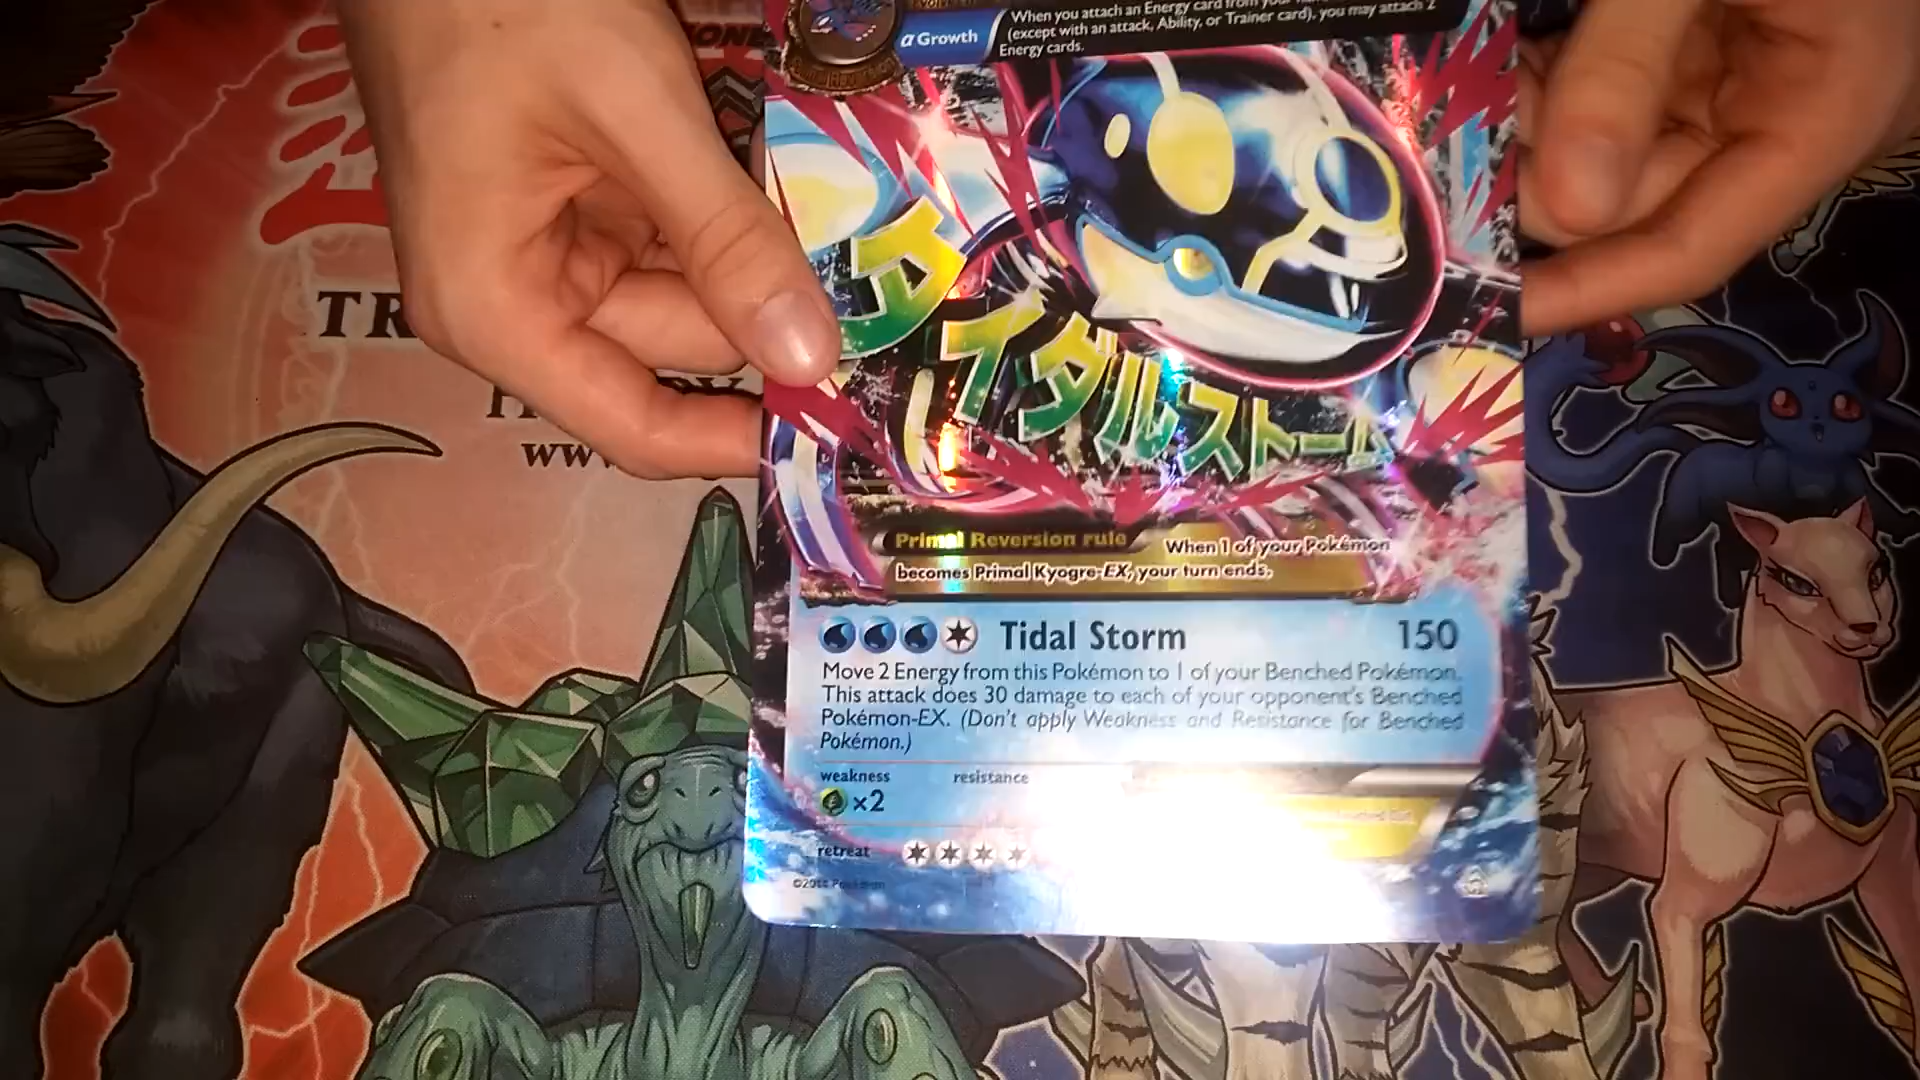 When you attach an Energy card from your
α Growth
(except with an attack, Ability, or Trainer card), you may attach 2
Energy cards.
タイダルストーム
Primal Reversion rule When 1 of your Pokémon
becomes Primal Kyogre-EX, your turn ends.
Tidal Storm 150
Move 2 Energy from this Pokémon to 1 of your Benched Pokémon.
This attack does 30 damage to each of your opponent's Benched
Pokémon-EX. (Don't apply Weakness and Resistance for Benched
Pokémon.)
weakness resistance
×2
retreat
©2014 Pokémon
TR
www.